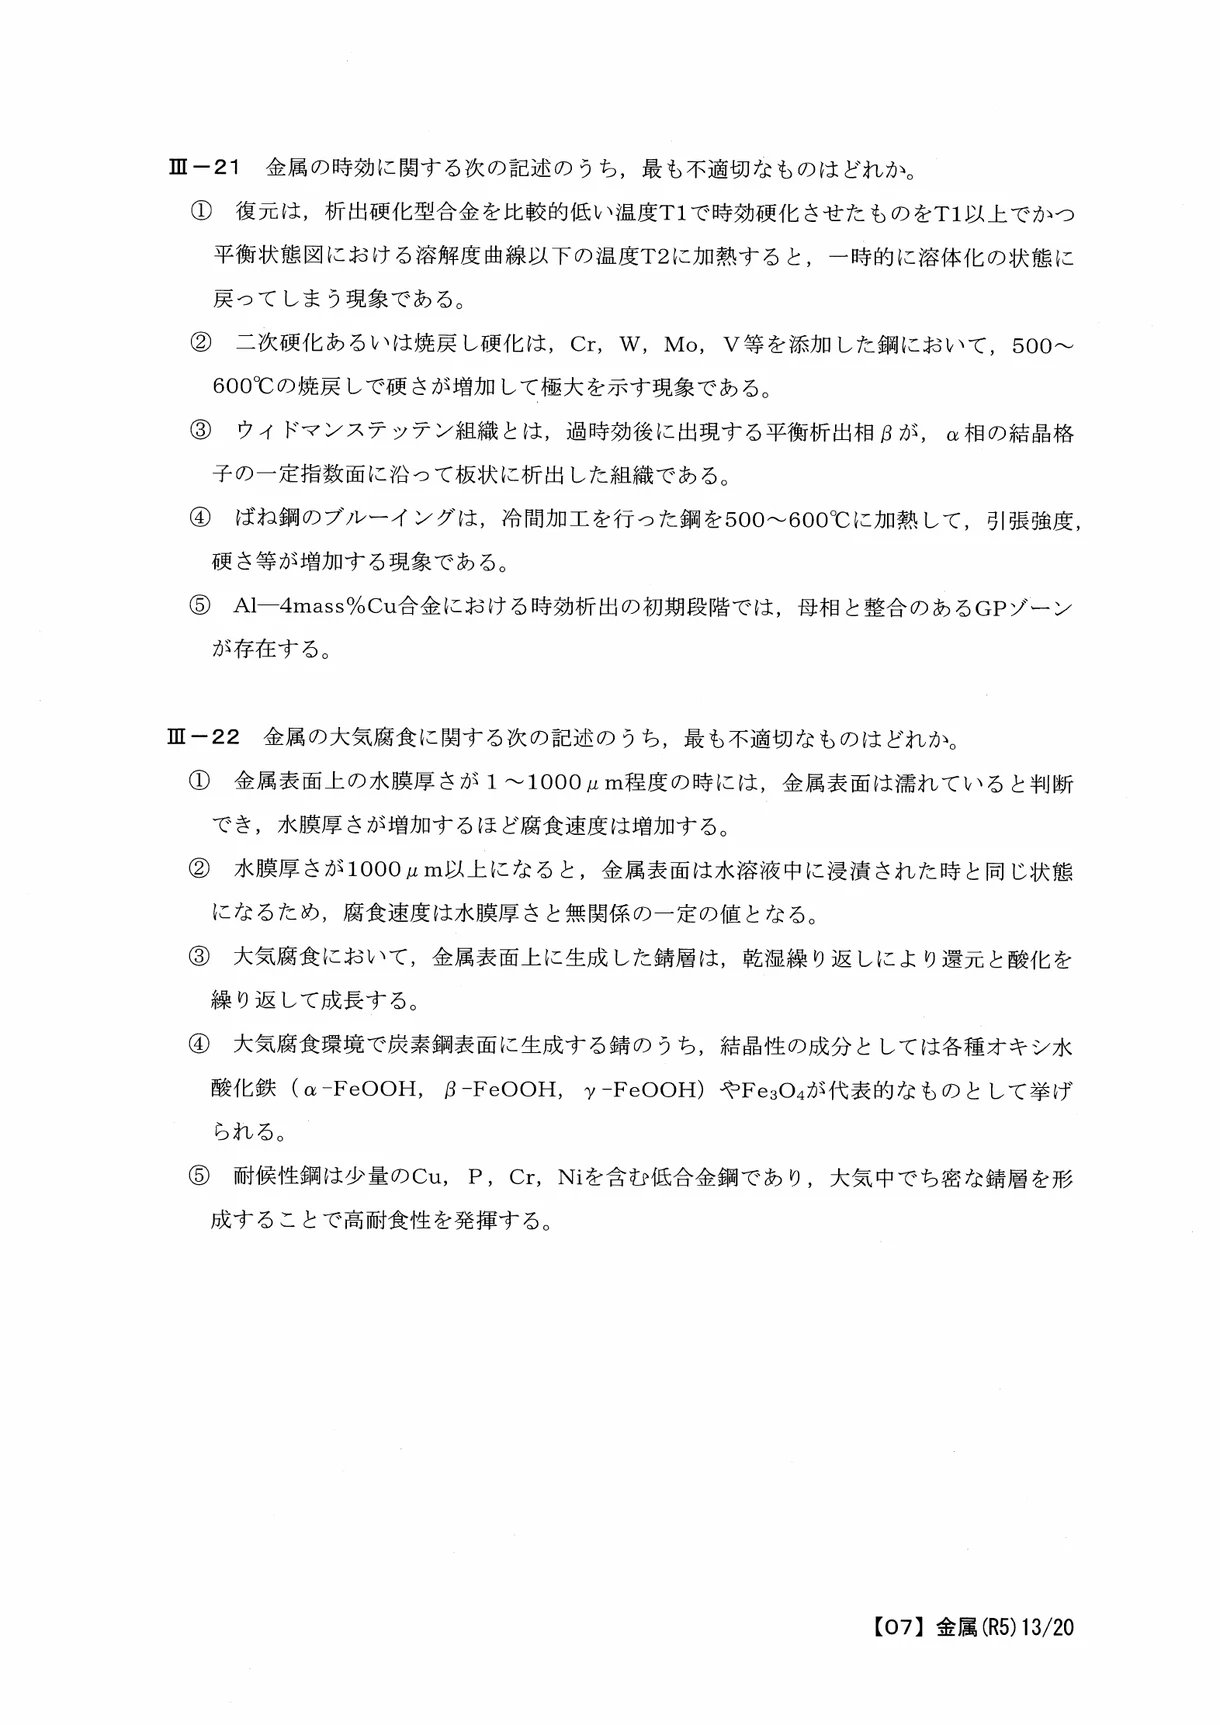 Ⅲ－21　金属の時効に関する次の記述のうち，最も不適切なものはどれか。
①　復元は，析出硬化型合金を比較的低い温度T1で時効硬化させたものをT1以上でかつ
平衡状態図における溶解度曲線以下の温度T2に加熱すると，一時的に溶体化の状態に
戻ってしまう現象である。
②　二次硬化あるいは焼戻し硬化は，Cr，W，Mo，V等を添加した鋼において，500～
600℃の焼戻しで硬さが増加して極大を示す現象である。
③　ウィドマンステッテン組織とは，過時効後に出現する平衡析出相βが，α相の結晶格
子の一定指数面に沿って板状に析出した組織である。
④　ばね鋼のブルーイングは，冷間加工を行った鋼を500～600℃に加熱して，引張強度，
硬さ等が増加する現象である。
⑤　Al―4mass％Cu合金における時効析出の初期段階では，母相と整合のあるGPゾーン
が存在する。
Ⅲ－22　金属の大気腐食に関する次の記述のうち，最も不適切なものはどれか。
①　金属表面上の水膜厚さが1～1000μm程度の時には，金属表面は濡れていると判断
でき，水膜厚さが増加するほど腐食速度は増加する。
②　水膜厚さが1000μm以上になると，金属表面は水溶液中に浸漬された時と同じ状態
になるため，腐食速度は水膜厚さと無関係の一定の値となる。
③　大気腐食において，金属表面上に生成した錆層は，乾湿繰り返しにより還元と酸化を
繰り返して成長する。
④　大気腐食環境で炭素鋼表面に生成する錆のうち，結晶性の成分としては各種オキシ水
酸化鉄（α-FeOOH，β-FeOOH，γ-FeOOH）やFe₃O₄が代表的なものとして挙げ
られる。
⑤　耐候性鋼は少量のCu，P，Cr，Niを含む低合金鋼であり，大気中でち密な錆層を形
成することで高耐食性を発揮する。
【07】金属(R5)13/20